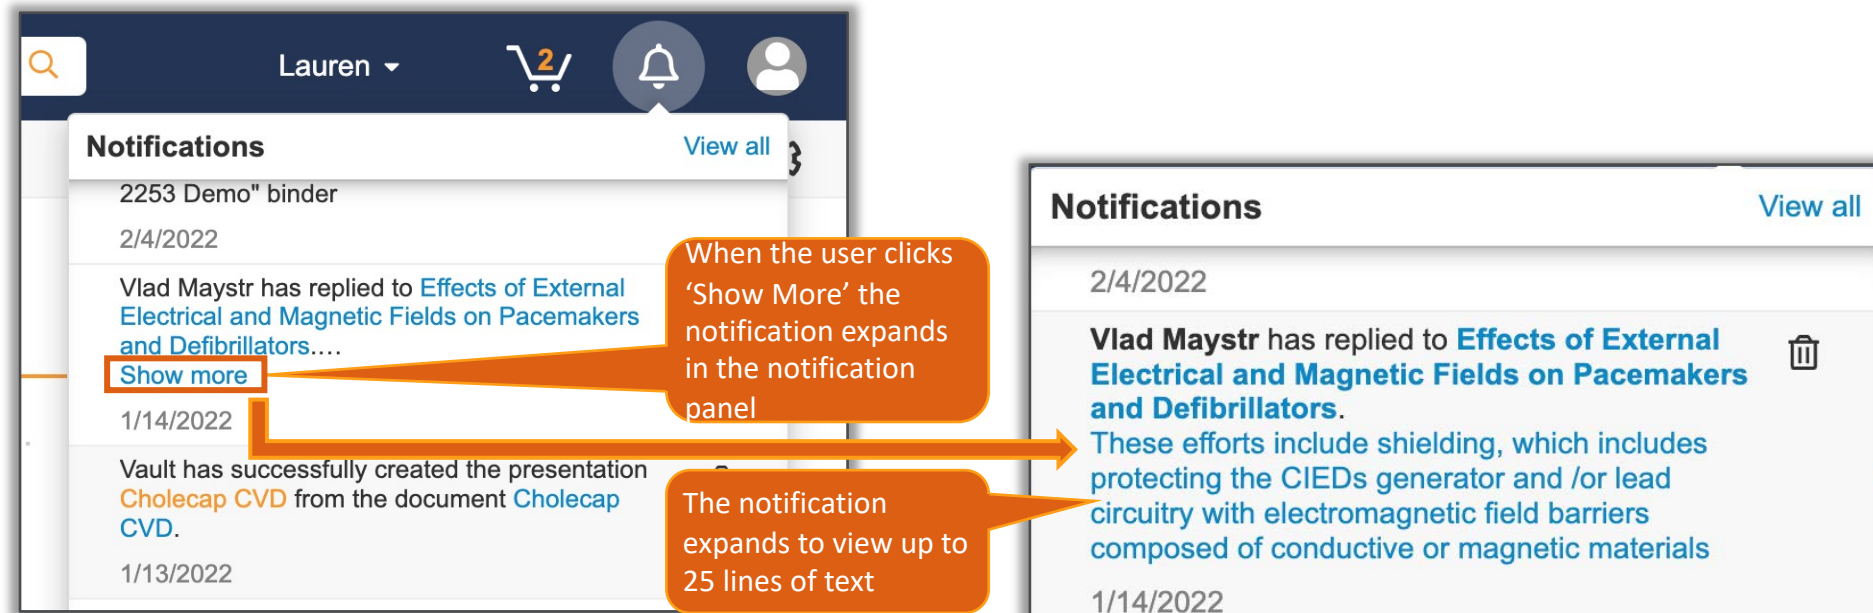 Lauren
2
Notifications
View all
2253 Demo" binder
2/4/2022
Vlad Maystr has replied to Effects of External
Electrical and Magnetic Fields on Pacemakers
and Defibrillators....
Show more
1/14/2022
Vault has successfully created the presentation
Cholecap CVD from the document Cholecap
CVD.
1/13/2022
When the user clicks
‘Show More’ the
notification expands
in the notification
panel
The notification
expands to view up to
25 lines of text
Notifications
View all
2/4/2022
Vlad Maystr has replied to Effects of External
Electrical and Magnetic Fields on Pacemakers
and Defibrillators.
These efforts include shielding, which includes
protecting the CIEDs generator and /or lead
circuitry with electromagnetic field barriers
composed of conductive or magnetic materials
1/14/2022